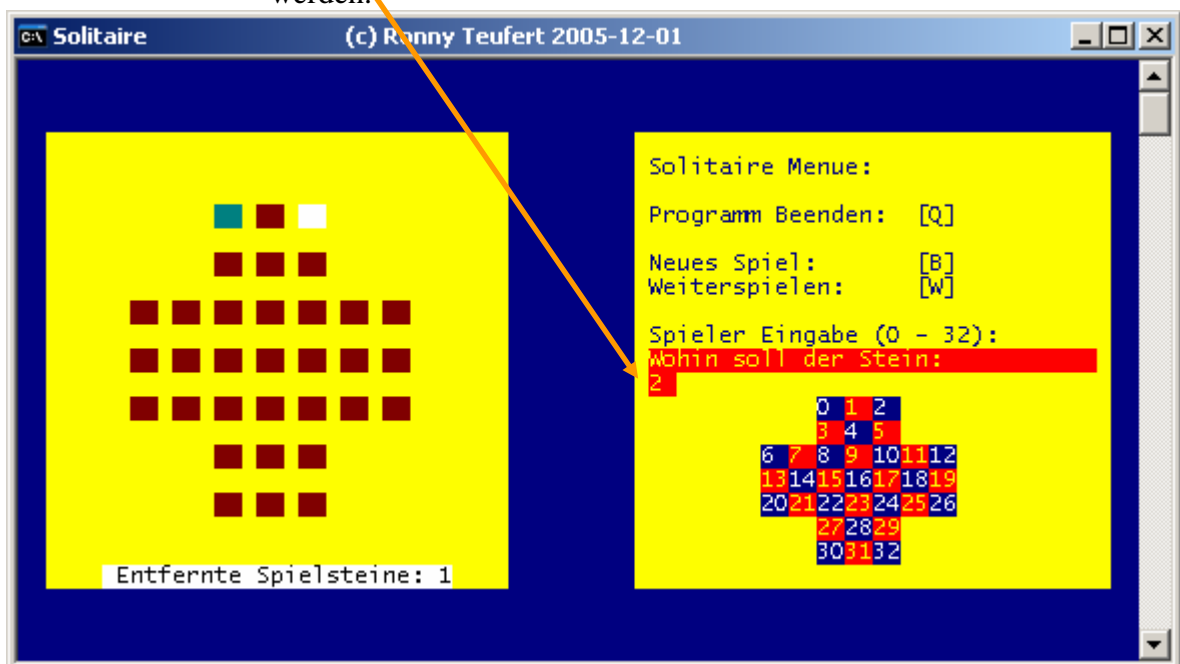 werden.
C:\ Solitaire (c) Ronny Teufert 2005-12-01
Solitaire Menue:
Programm Beenden: [Q]
Neues Spiel: [B]
Weiterspielen: [W]
Spieler Eingabe (0 - 32):
Wohin soll der Stein:
2
0 1 2
3 4 5
6 7 8 9 10 11 12
13 14 15 16 17 18 19
20 21 22 23 24 25 26
27 28 29
30 31 32
Entfernte Spielsteine: 1